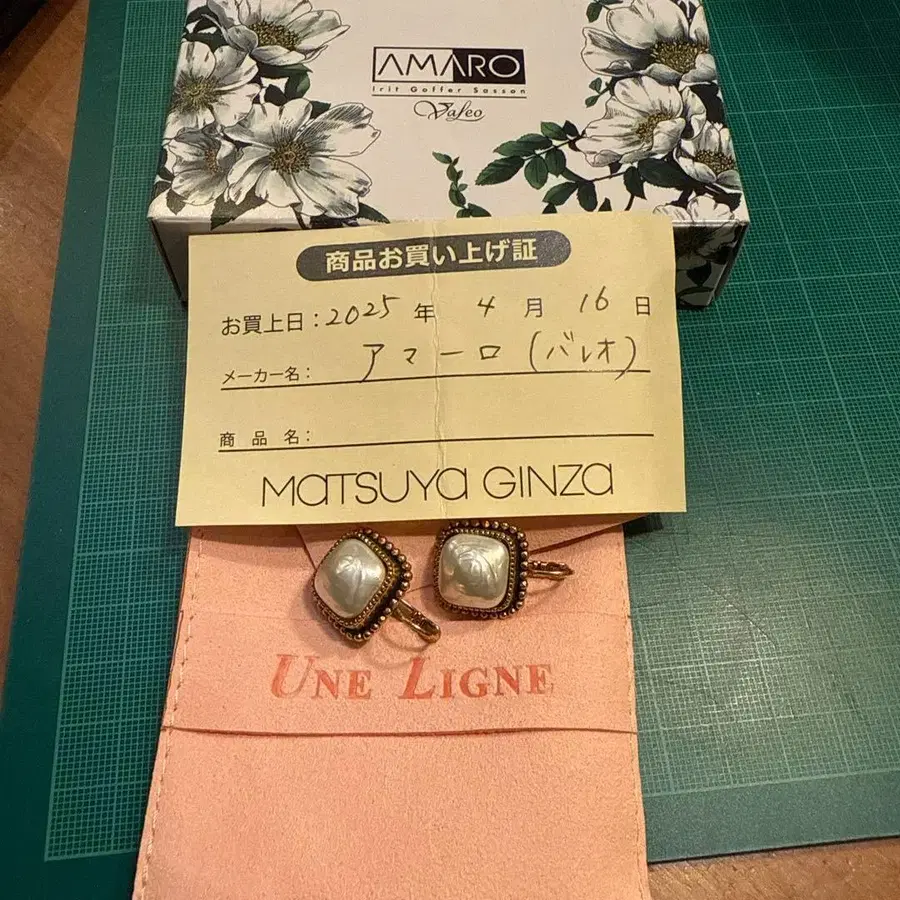 AMARO
Irit Goffer Sasson
Valeo
商品お買い上げ証
お買上日:2025 年 4 月 16 日
メーカー名: アマーロ (バレオ)
商 品 名:
MATSUYA GINZA
UNE LIGNE